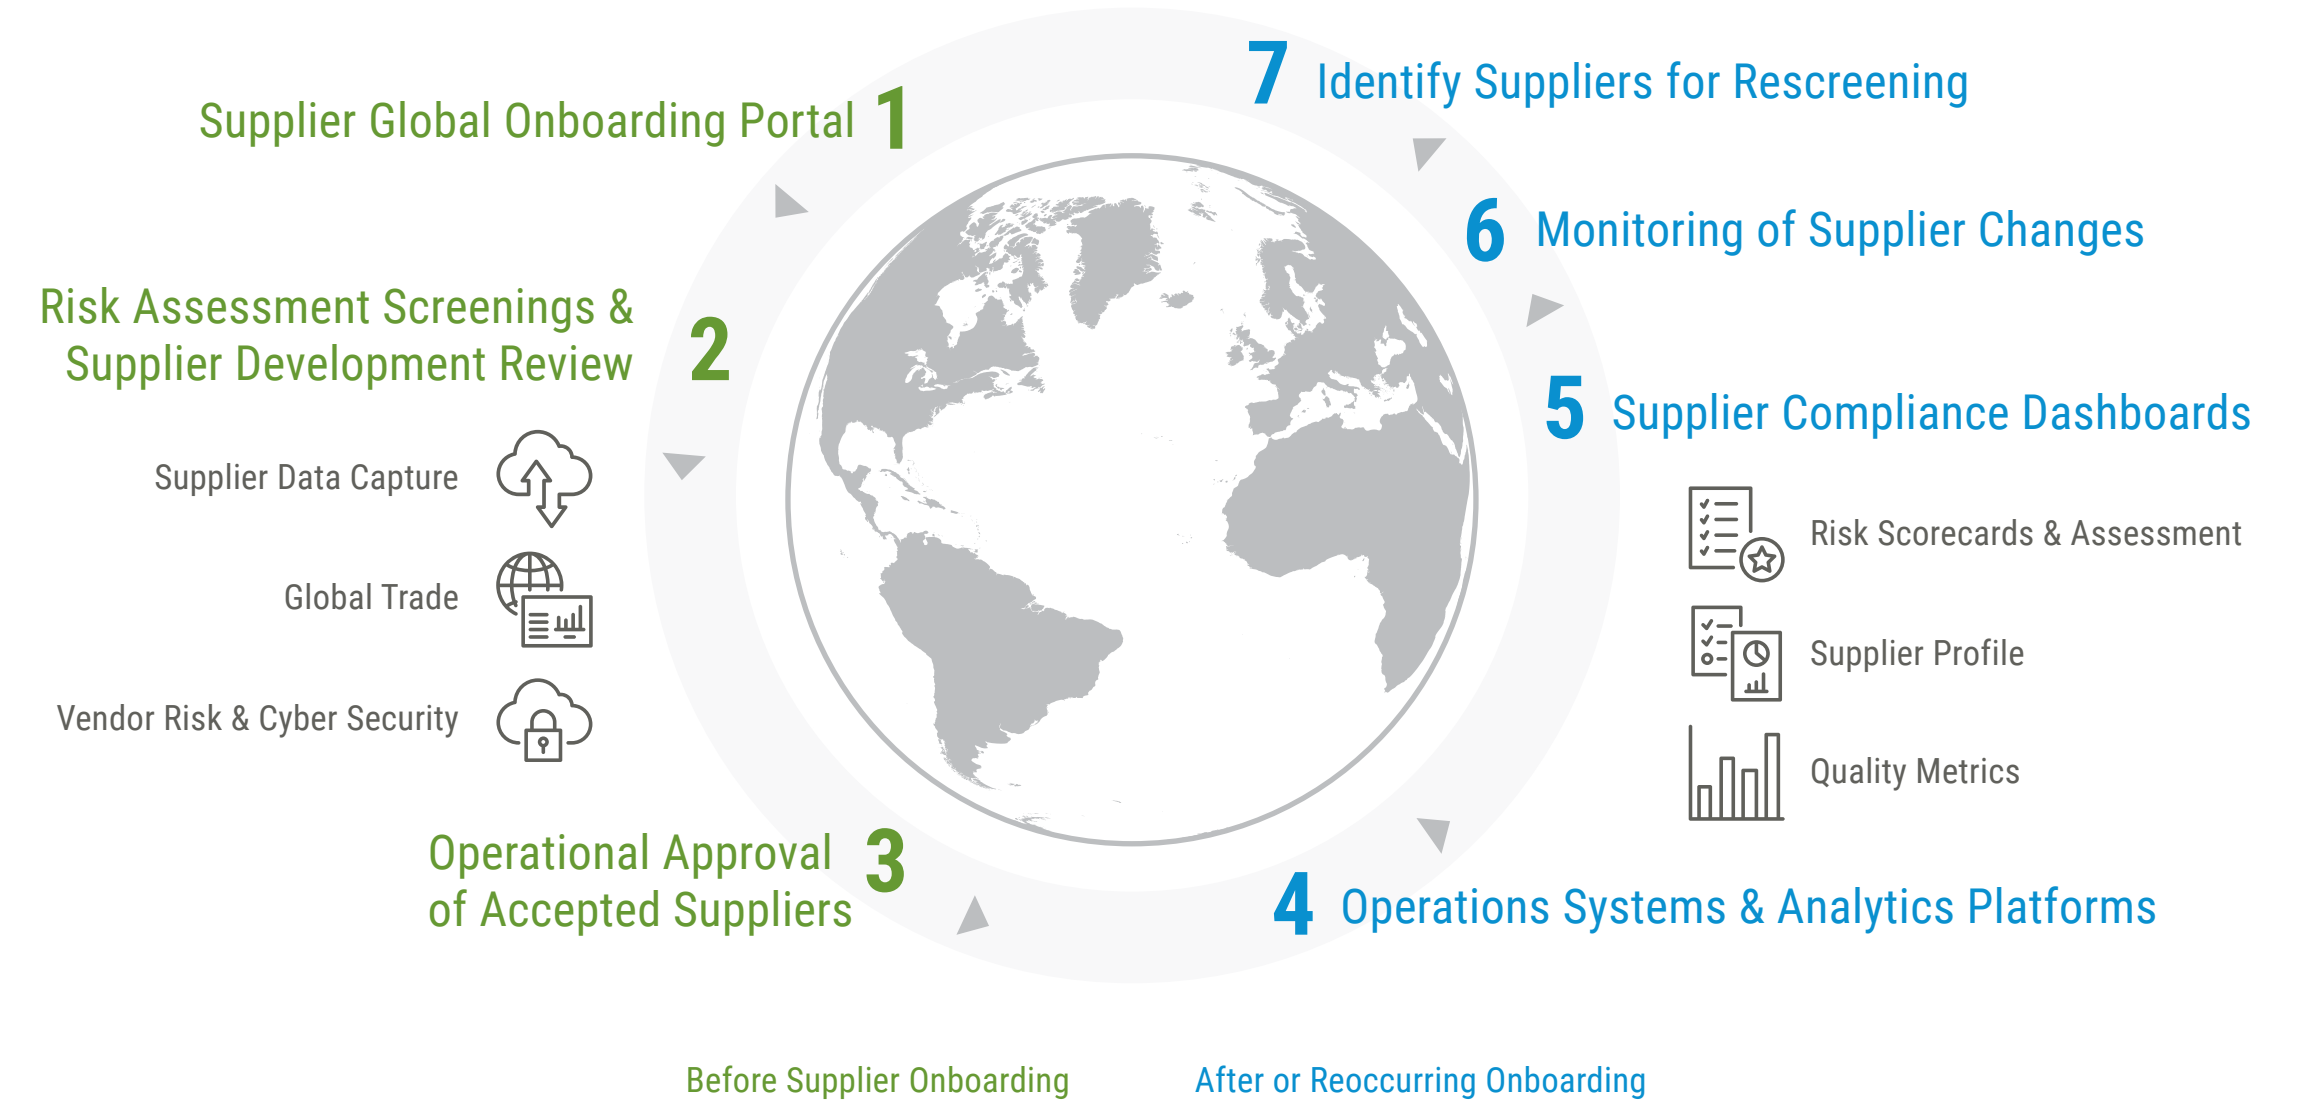 1
Supplier Global Onboarding Portal
2
Risk Assessment Screenings &
Supplier Development Review
Supplier Data Capture
Global Trade
Vendor Risk & Cyber Security
3
Operational Approval
of Accepted Suppliers
4 Operations Systems & Analytics Platforms
5 Supplier Compliance Dashboards
Risk Scorecards & Assessment
Supplier Profile
Quality Metrics
6 Monitoring of Supplier Changes
7 Identify Suppliers for Rescreening
Before Supplier Onboarding
After or Reoccurring Onboarding